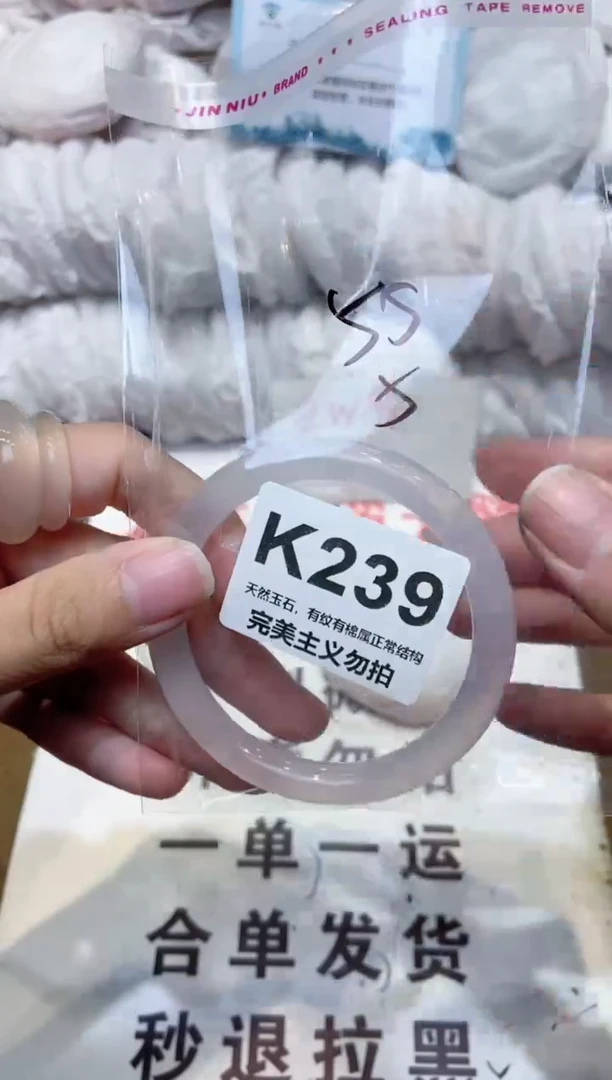 JIN NIU BRAND SEALING TAPE REMOVE
55
K239
天然玉石,有纹有棉属正常结构
完美主义勿拍
一单一运
合单发货
秒退拉黑